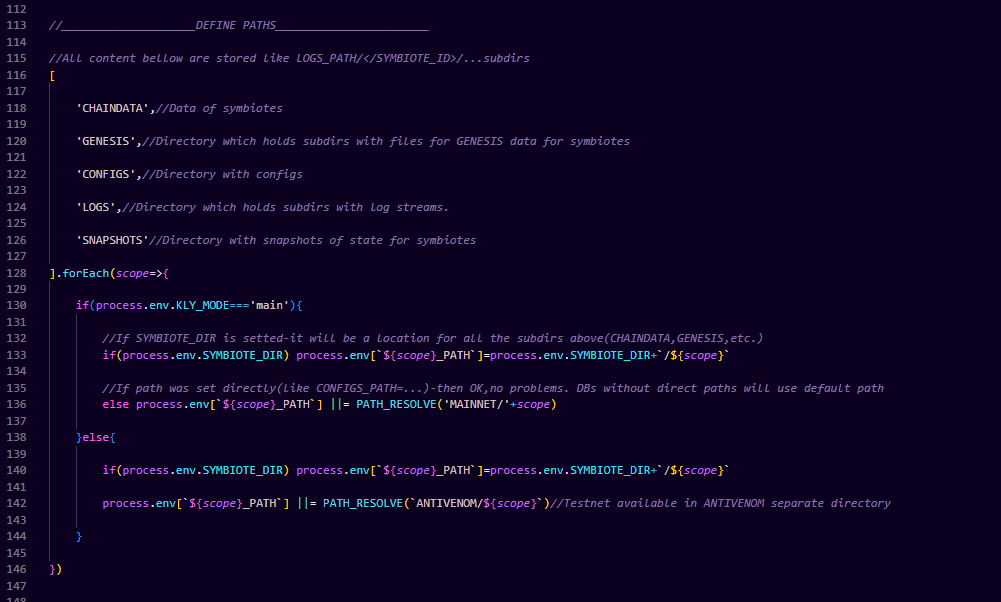 112
113 //____________________DEFINE PATHS_______________________
114
115 //All content bellow are stored like LOGS_PATH/</SYMBIOTE_ID>/...subdirs
116 [
117
118 'CHAINDATA',//Data of symbiotes
119
120 'GENESIS',//Directory which holds subdirs with files for GENESIS data for symbiotes
121
122 'CONFIGS',//Directory with configs
123
124 'LOGS',//Directory which holds subdirs with log streams.
125
126 'SNAPSHOTS'//Directory with snapshots of state for symbiotes
127
128 ].forEach(scope=>{
129
130 if(process.env.KLY_MODE==='main'){
131
132 //If SYMBIOTE_DIR is setted-it will be a location for all the subdirs above(CHAINDATA,GENESIS,etc.)
133 if(process.env.SYMBIOTE_DIR) process.env[`${scope}_PATH`]=process.env.SYMBIOTE_DIR+`/${scope}`
134
135 //If path was set directly(like CONFIGS_PATH=...)-then OK,no problems. DBs without direct paths will use default path
136 else process.env[`${scope}_PATH`] ||= PATH_RESOLVE('MAINNET/'+scope)
137
138 }else{
139
140 if(process.env.SYMBIOTE_DIR) process.env[`${scope}_PATH`]=process.env.SYMBIOTE_DIR+`/${scope}`
141
142 process.env[`${scope}_PATH`] ||= PATH_RESOLVE(`ANTIVENOM/${scope}`)//Testnet available in ANTIVENOM separate directory
143
144 }
145
146 })
147
148